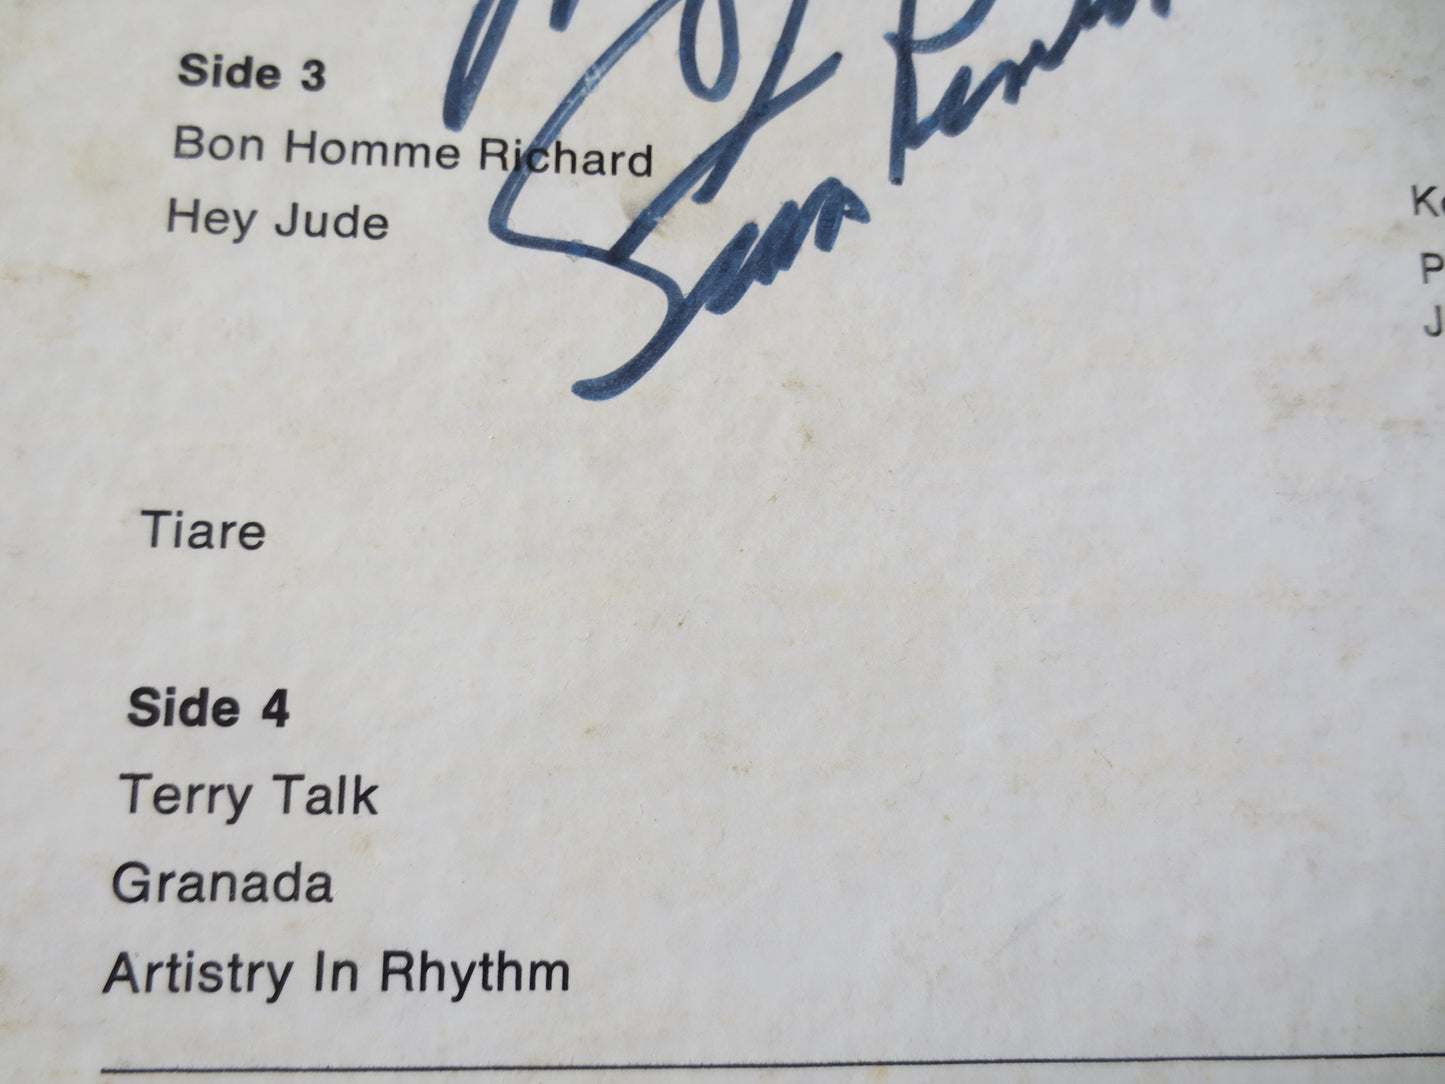 Side 3
Bon Homme Richard
Hey Jude
Tiare
Side 4
Terry Talk
Granada
Artistry In Rhythm